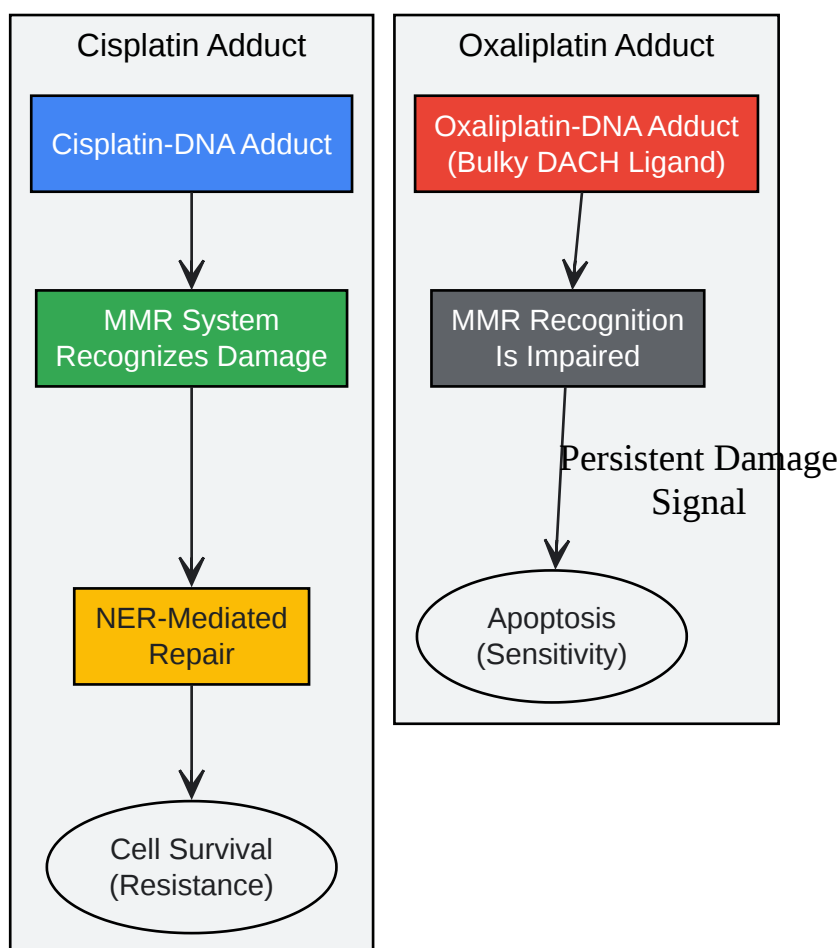 Cisplatin Adduct
Cisplatin-DNA Adduct
MMR System
Recognizes Damage
NER-Mediated
Repair
Cell Survival
(Resistance)
Oxaliplatin Adduct
Oxaliplatin-DNA Adduct
(Bulky DACH Ligand)
MMR Recognition
Is Impaired
Persistent Damage
Signal
Apoptosis
(Sensitivity)